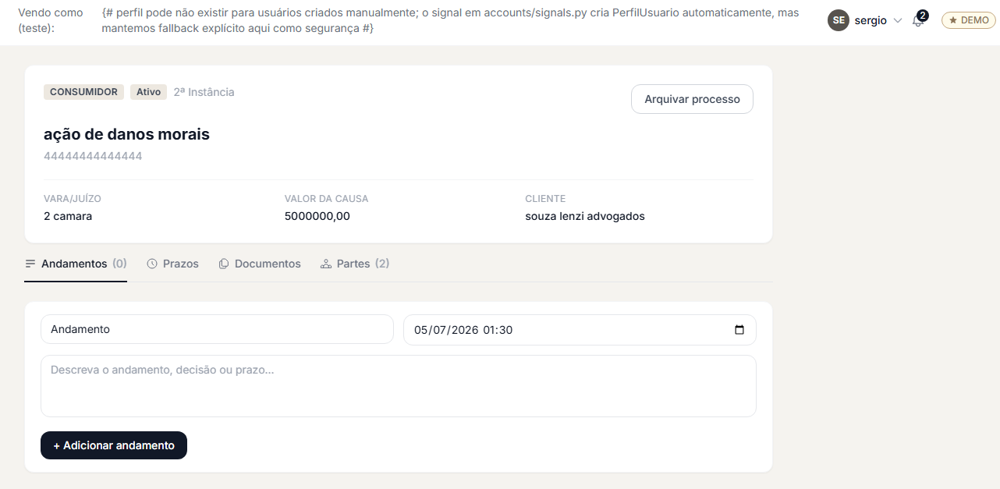 Vendo como
(teste):
{# perfil pode não existir para usuários criados manualmente; o signal em accounts/signals.py cria PerfilUsuario automaticamente, mas
mantemos fallback explícito aqui como segurança #}
SE sergio 2 ★ DEMO
CONSUMIDOR Ativo 2ª Instância
Arquivar processo
ação de danos morais
44444444444444
VARA/JUÍZO VALOR DA CAUSA CLIENTE
2 camara 5000000,00 souza lenzi advogados
Andamentos (0) Prazos Documentos Partes (2)
Andamento 05/07/2026 01:30
Descreva o andamento, decisão ou prazo...
+ Adicionar andamento